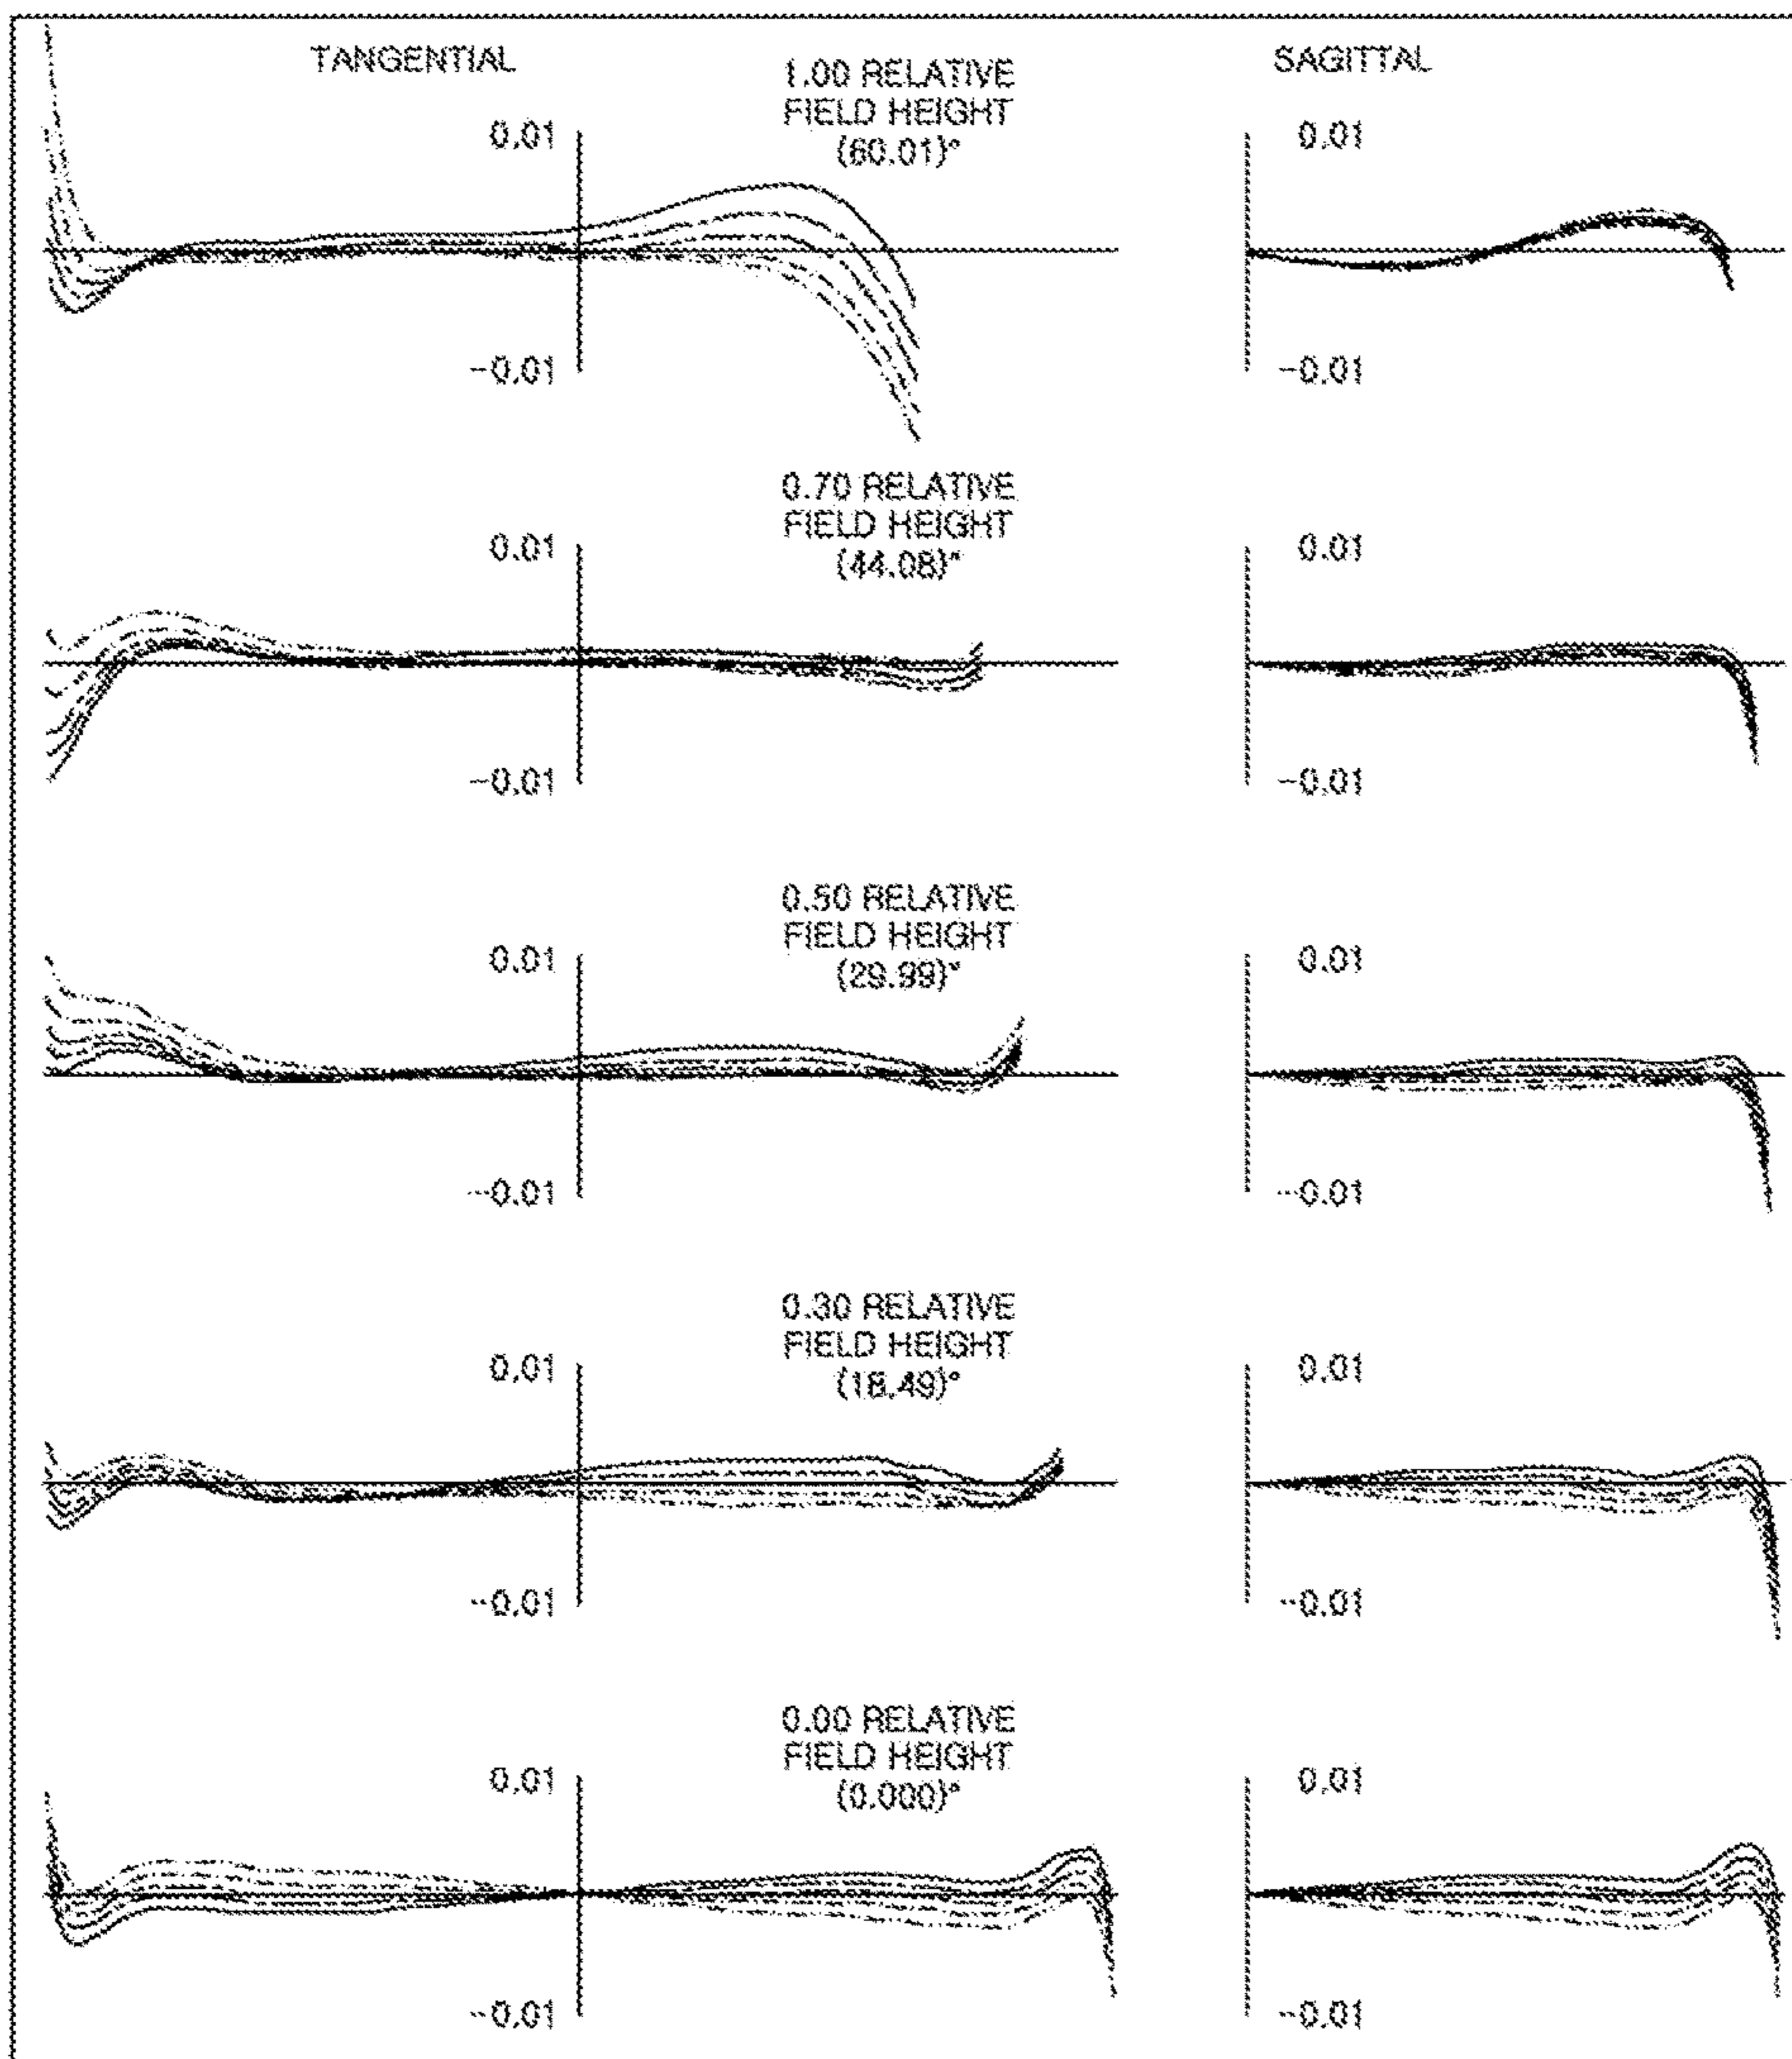 TANGENTIAL
1.00 RELATIVE
FIELD HEIGHT
(60.01)°
SAGITTAL
0.01
0.01
-0.01
-0.01
0.70 RELATIVE
FIELD HEIGHT
(44.08)°
0.01
0.01
-0.01
-0.01
0.50 RELATIVE
FIELD HEIGHT
(29.99)°
0.01
0.01
-0.01
-0.01
0.30 RELATIVE
FIELD HEIGHT
(18.49)°
0.01
0.01
-0.01
-0.01
0.00 RELATIVE
FIELD HEIGHT
(0.000)°
0.01
0.01
-0.01
-0.01